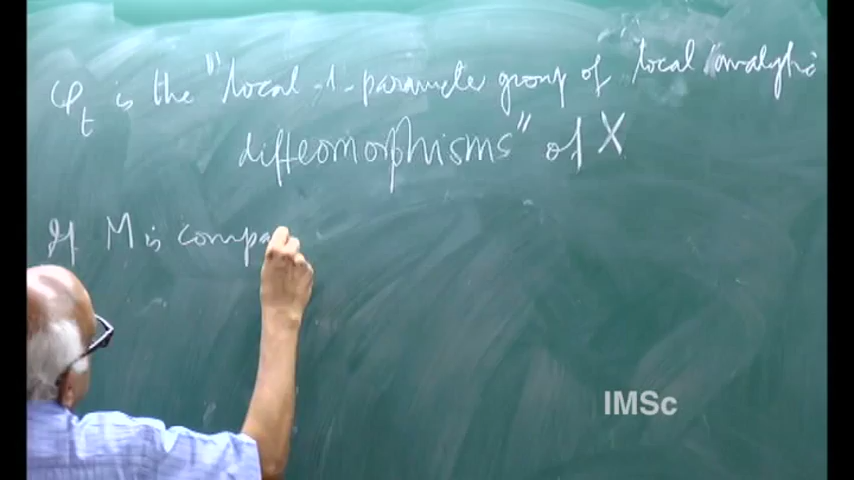 φt is the "local-1-parameter group of local analytic
diffeomorphisms" of X
If M is compa
IMSc